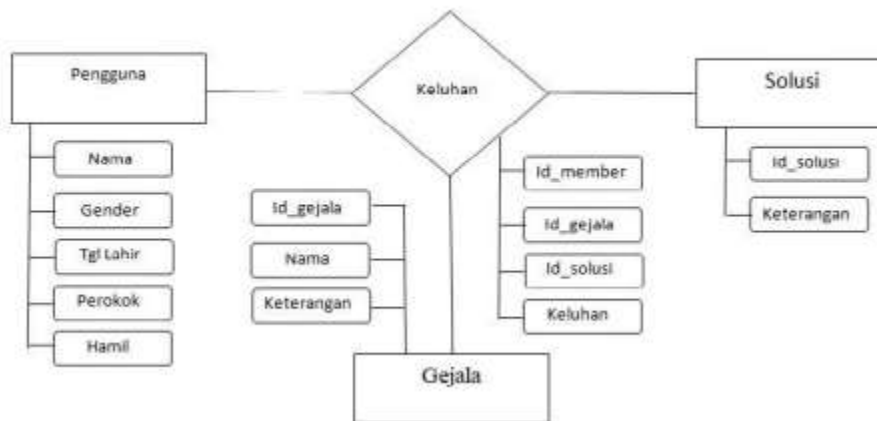 Pengguna
Keluhan
Solusi
Nama
Gender
Tgl Lahir
Perokok
Hamil
Id_gejala
Nama
Keterangan
Id_member
Id_gejala
Id_solusi
Keluhan
Id_solusi
Keterangan
Gejala